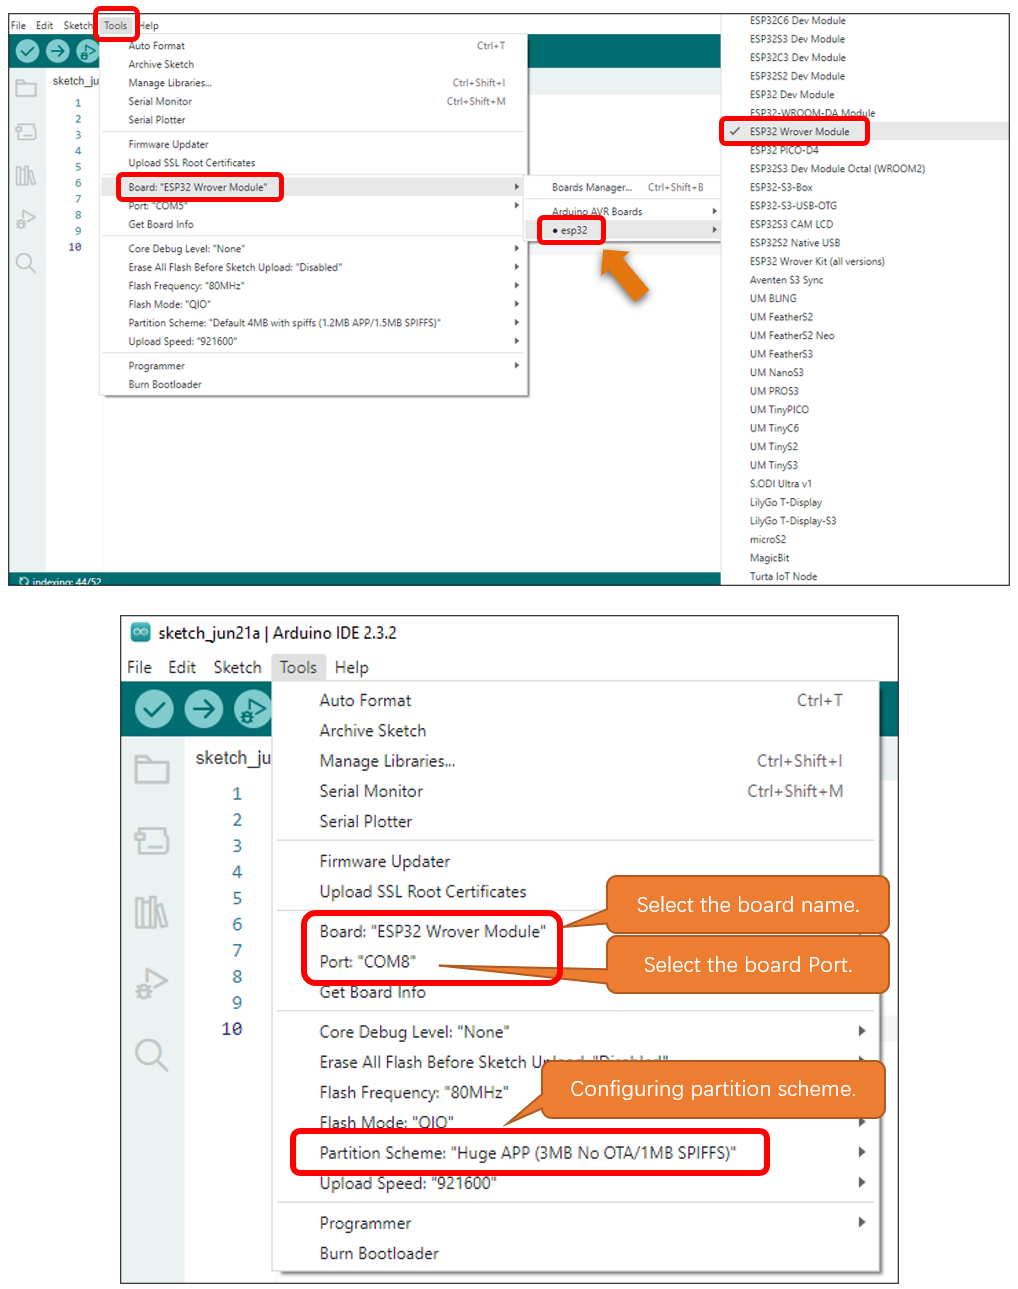 File Edit Sketch Tools Help
Auto Format Ctrl+T
Archive Sketch
Manage Libraries... Ctrl+Shift+I
Serial Monitor Ctrl+Shift+M
Serial Plotter
Firmware Updater
Upload SSL Root Certificates
Board: "ESP32 Wrover Module"
Port: "COM5"
Get Board Info
Core Debug Level: "None"
Erase All Flash Before Sketch Upload: "Disabled"
Flash Frequency: "80MHz"
Flash Mode: "QIO"
Partition Scheme: "Default 4MB with spiffs (1.2MB APP/1.5MB SPIFFS)"
Upload Speed: "921600"
Programmer
Burn Bootloader
sketch_ju
1
2
3
4
5
6
7
8
9
10
indexing: 44/52
Boards Manager... Ctrl+Shift+B
Arduino AVR Boards
● esp32
ESP32C6 Dev Module
ESP32S3 Dev Module
ESP32C3 Dev Module
ESP32S2 Dev Module
ESP32 Dev Module
ESP32-WROOM-DA Module
✓ ESP32 Wrover Module
ESP32 PICO-D4
ESP32S3 Dev Module Octal (WROOM2)
ESP32-S3-Box
ESP32-S3-USB-OTG
ESP32S3 CAM LCD
ESP32S2 Native USB
ESP32 Wrover Kit (all versions)
Aventen S3 Sync
UM BLING
UM FeatherS2
UM FeatherS2 Neo
UM FeatherS3
UM NanoS3
UM PROS3
UM TinyPICO
UM TinyC6
UM TinyS2
UM TinyS3
S.ODI Ultra v1
LilyGo T-Display
LilyGo T-Display-S3
microS2
MagicBit
Turta IoT Node
sketch_jun21a | Arduino IDE 2.3.2
File Edit Sketch Tools Help
Auto Format Ctrl+T
Archive Sketch
Manage Libraries... Ctrl+Shift+I
Serial Monitor Ctrl+Shift+M
Serial Plotter
Firmware Updater
Upload SSL Root Certificates
Board: "ESP32 Wrover Module"
Port: "COM8"
Get Board Info
Core Debug Level: "None"
Erase All Flash Before Sketch Upload: "Disabled"
Flash Frequency: "80MHz"
Flash Mode: "QIO"
Partition Scheme: "Huge APP (3MB No OTA/1MB SPIFFS)"
Upload Speed: "921600"
Programmer
Burn Bootloader
sketch_ju
1
2
3
4
5
6
7
8
9
10
Select the board name.
Select the board Port.
Configuring partition scheme.